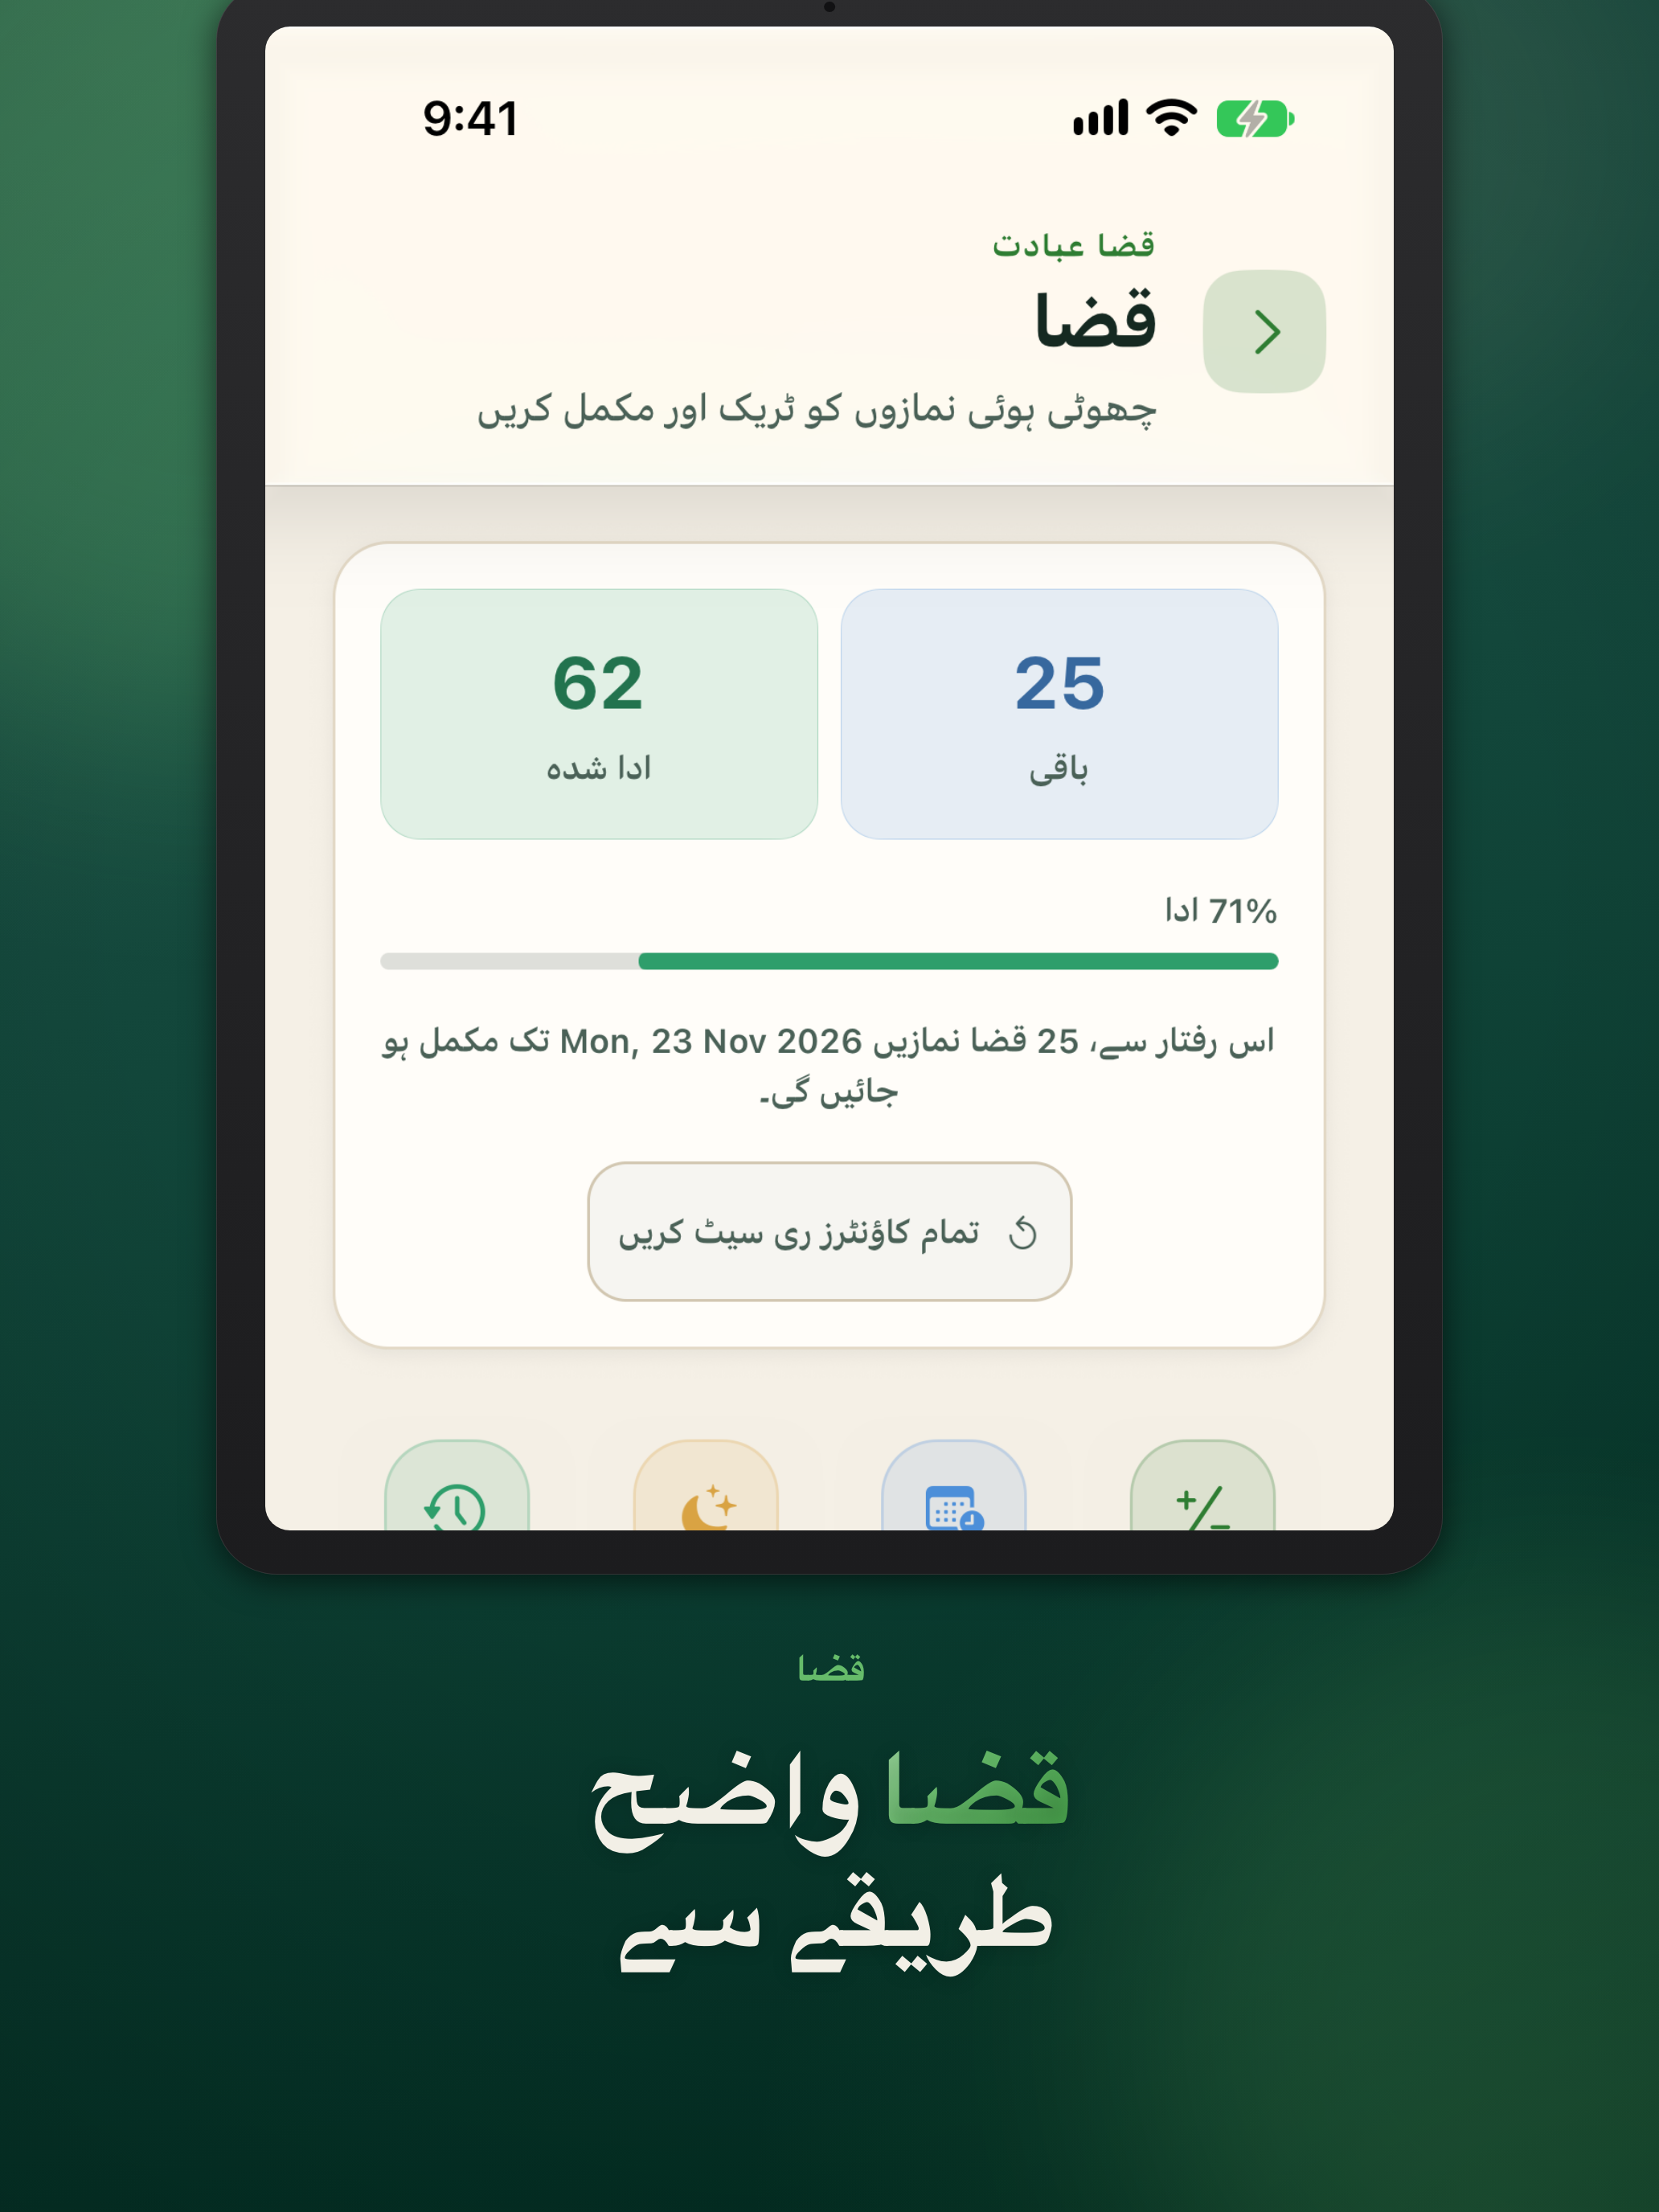 9:41
قضا عبادت
قضا
چھوٹی ہوئی نمازوں کو ٹریک اور مکمل کریں
25
باقی
62
ادا شدہ
71% ادا
اس رفتار سے، 25 قضا نمازیں Mon, 23 Nov 2026 تک مکمل ہو
جائیں گی۔
تمام کاؤنٹرز ری سیٹ کریں
قضا
قضا واضح
طریقے سے